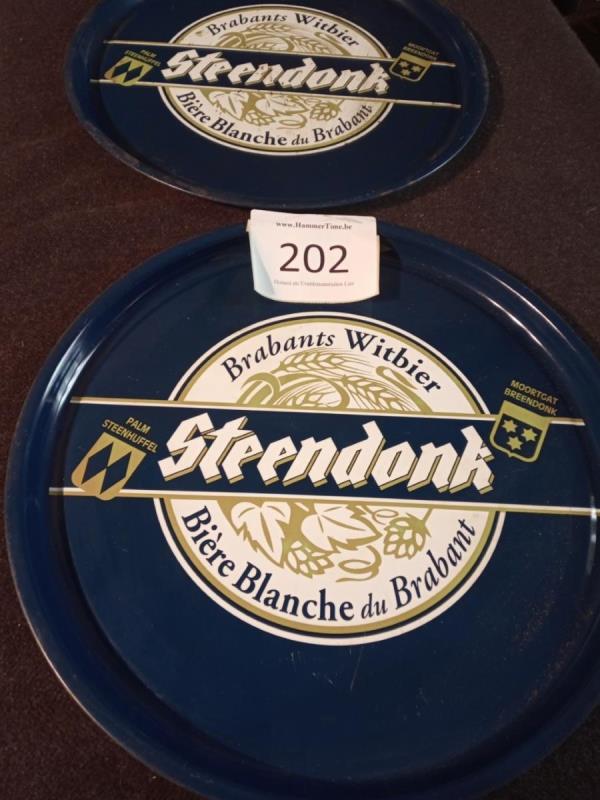 Brabants Witbier
PALM
STEENHUFFEL
Steendonk
MOORTGAT
BREENDONK
Bière Blanche du Brabant
www.HammerTime.be
202
Brabants Witbier
MOORTGAT
BREENDONK
PALM
STEENHUFFEL
Steendonk
Bière Blanche du Brabant